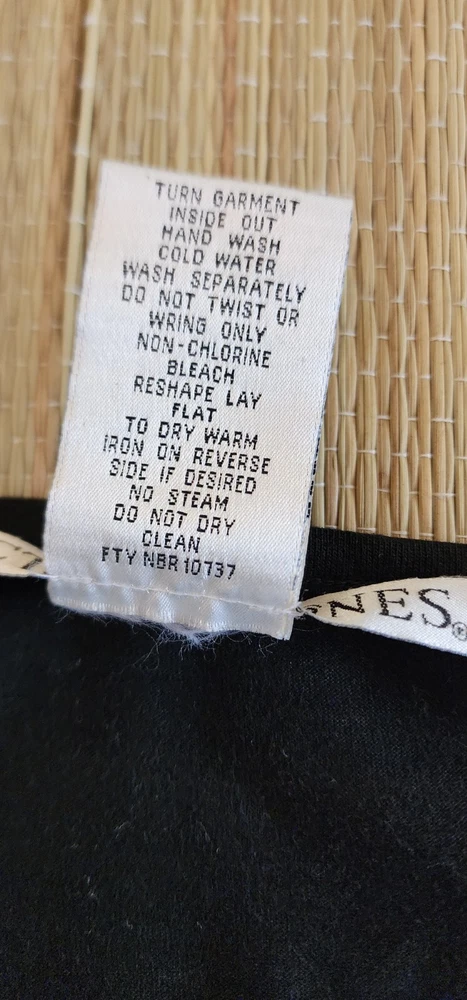 TURN GARMENT
INSIDE OUT
HAND WASH
COLD WATER
WASH SEPARATELY
DO NOT TWIST OR
WRING ONLY
NON-CHLORINE
BLEACH
RESHAPE LAY
FLAT
TO DRY WARM
IRON ON REVERSE
SIDE IF DESIRED
NO STEAM
DO NOT DRY
CLEAN
FTY NBR10737
NES®